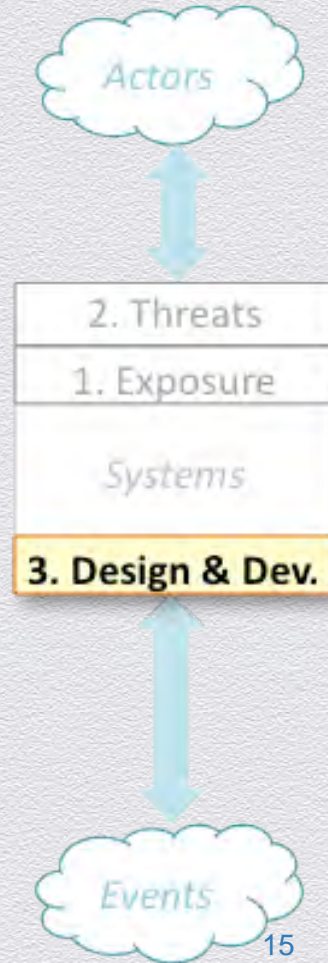 Actors
2. Threats
1. Exposure
Systems
3. Design & Dev.
Events
15